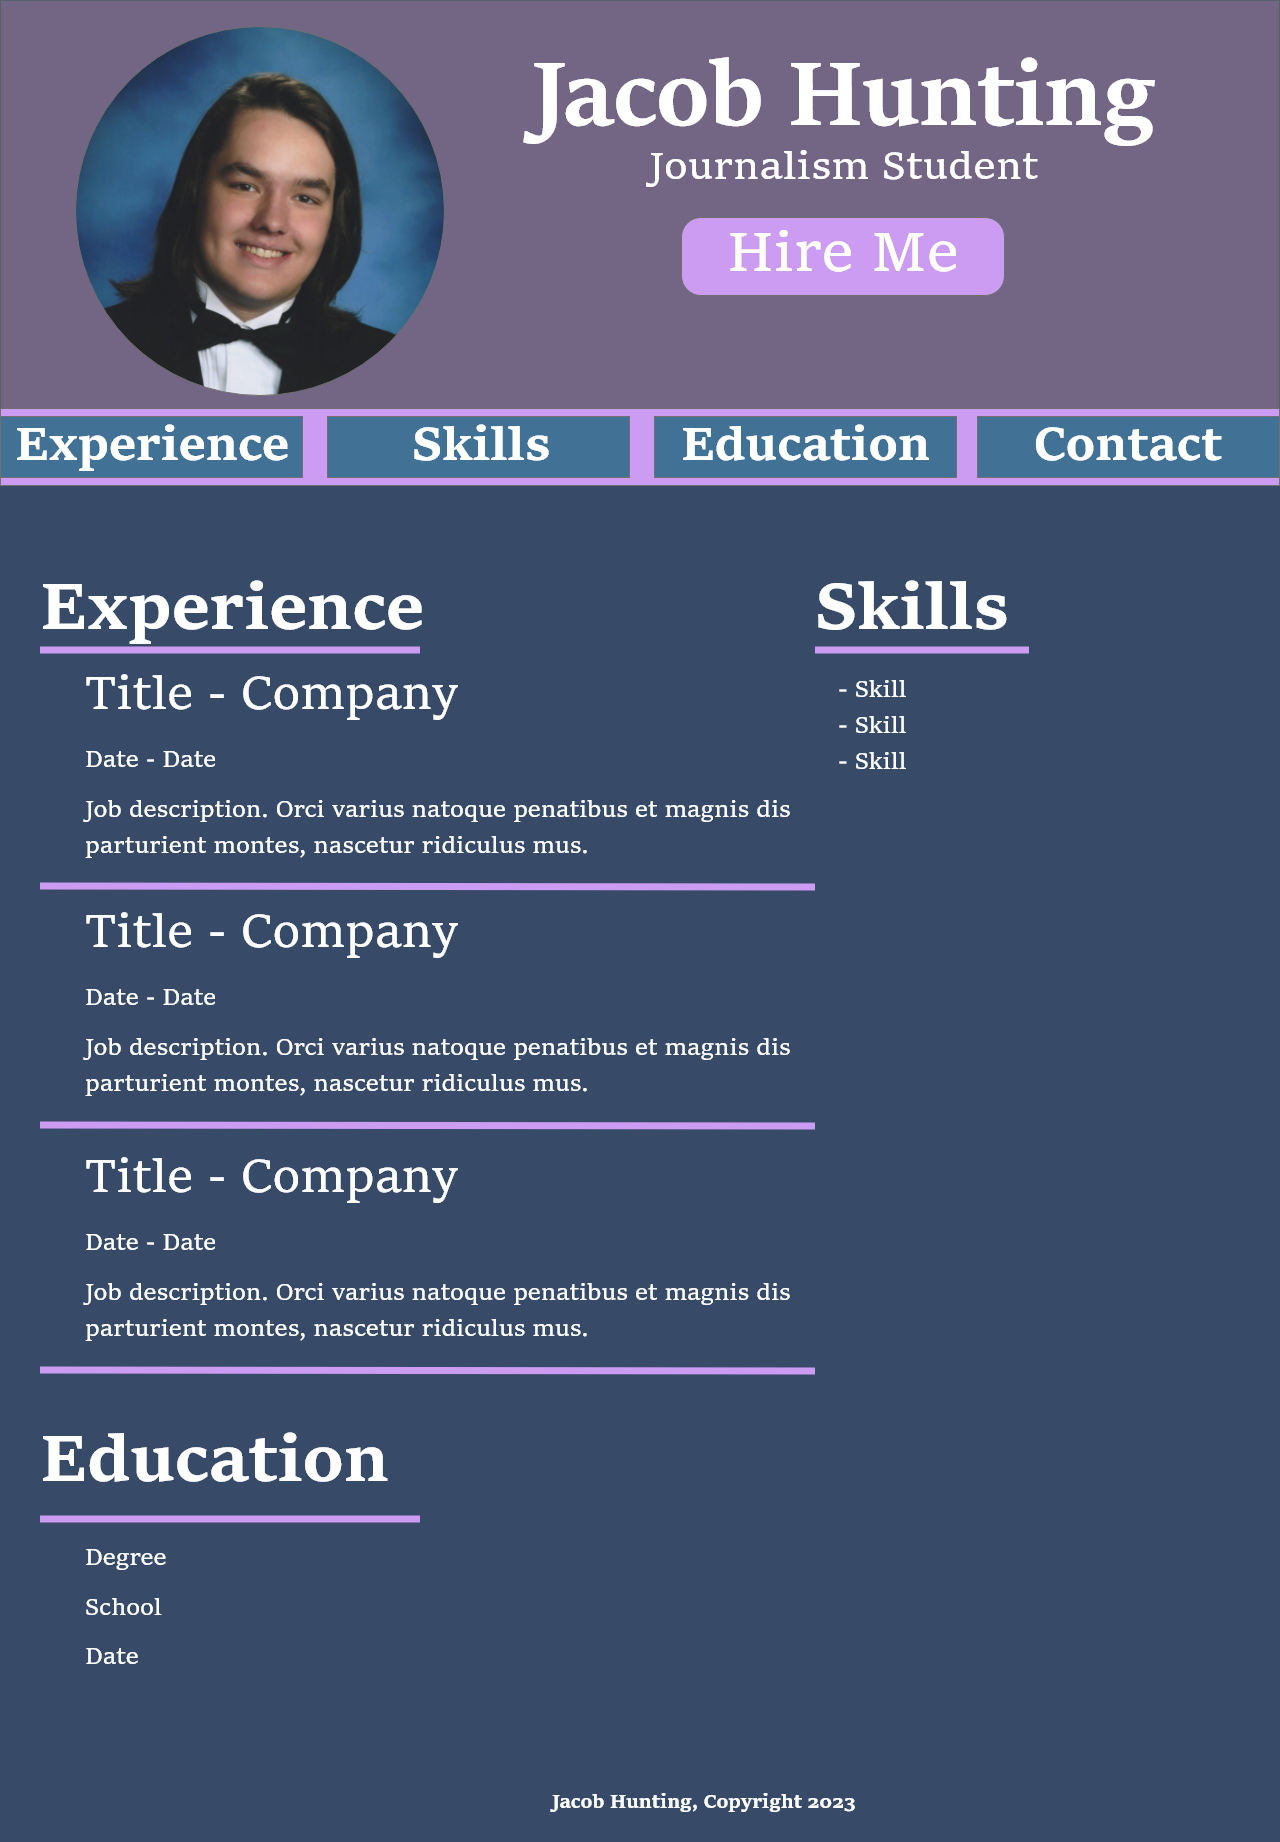 Jacob Hunting
Journalism Student
Hire Me
Experience
Skills
Education
Contact
Experience
Title - Company
Date - Date
Job description. Orci varius natoque penatibus et magnis dis
parturient montes, nascetur ridiculus mus.
Title - Company
Date - Date
Job description. Orci varius natoque penatibus et magnis dis
parturient montes, nascetur ridiculus mus.
Title - Company
Date - Date
Job description. Orci varius natoque penatibus et magnis dis
parturient montes, nascetur ridiculus mus.
Skills
- Skill
- Skill
- Skill
Education
Degree
School
Date
Jacob Hunting, Copyright 2023